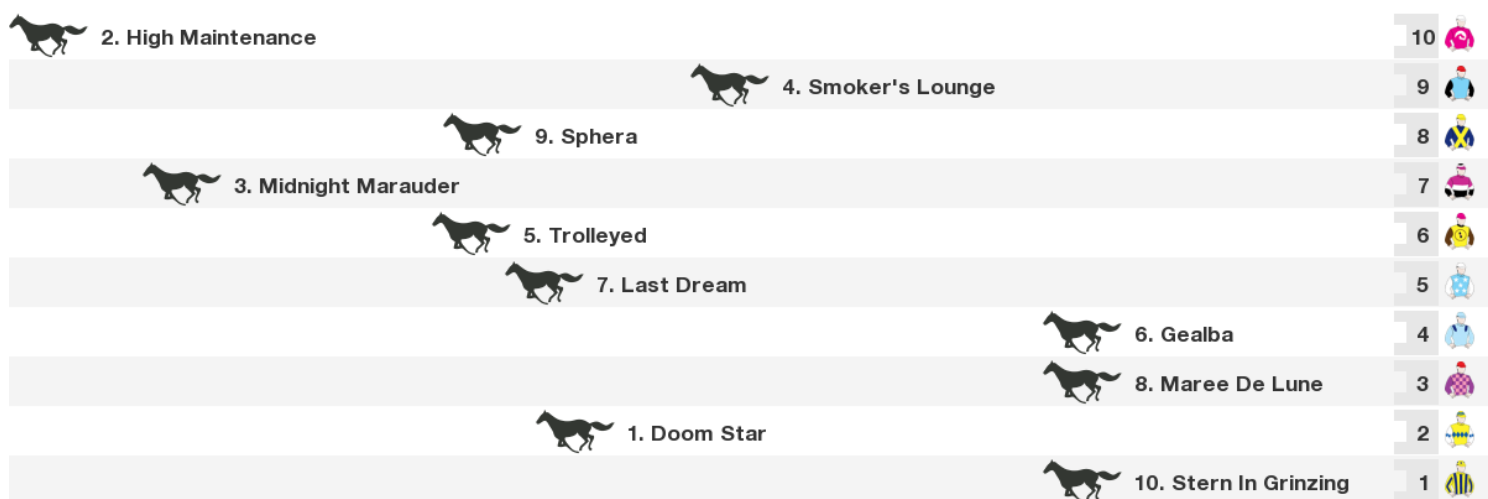 2. High Maintenance 10
4. Smoker's Lounge 9
9. Sphera 8
3. Midnight Marauder 7
5. Trolleyed 6
7. Last Dream 5
6. Gealba 4
8. Maree De Lune 3
1. Doom Star 2
10. Stern In Grinzing 1